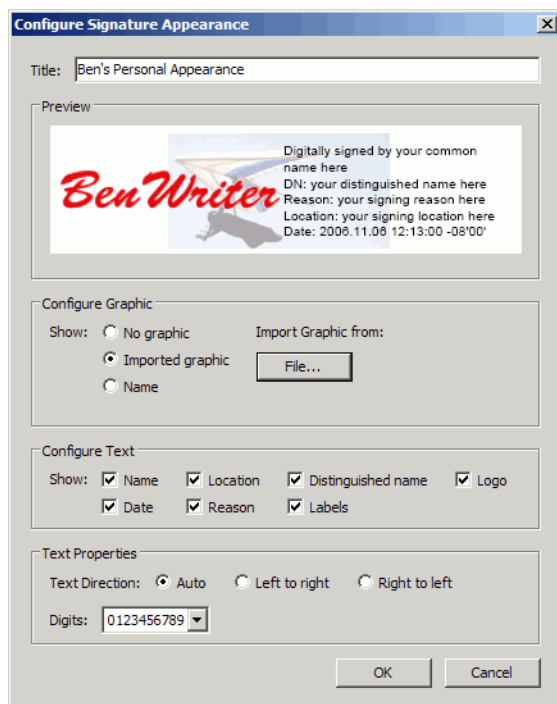 Configure Signature Appearance
Title: Ben's Personal Appearance
Preview
BenWriter
Digitally signed by your common
name here
DN: your distinguished name here
Reason: your signing reason here
Location: your signing location here
Date: 2006.11.06 12:13:00 -08'00'
Configure Graphic
Show: No graphic Import Graphic from:
Imported graphic File...
Name
Configure Text
Show: Name Location Distinguished name Logo
Date Reason Labels
Text Properties
Text Direction: Auto Left to right Right to left
Digits: 0123456789
OK Cancel